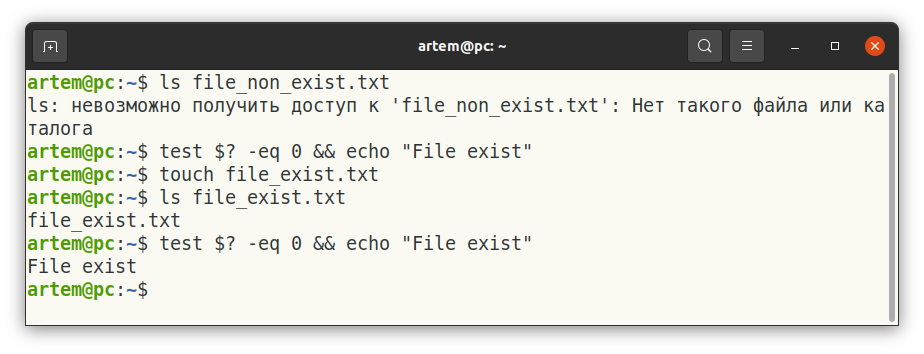 artem@pc: ~
artem@pc:~$ ls file_non_exist.txt
ls: невозможно получить доступ к 'file_non_exist.txt': Нет такого файла или ка
талога
artem@pc:~$ test $? -eq 0 && echo "File exist"
artem@pc:~$ touch file_exist.txt
artem@pc:~$ ls file_exist.txt
file_exist.txt
artem@pc:~$ test $? -eq 0 && echo "File exist"
File exist
artem@pc:~$